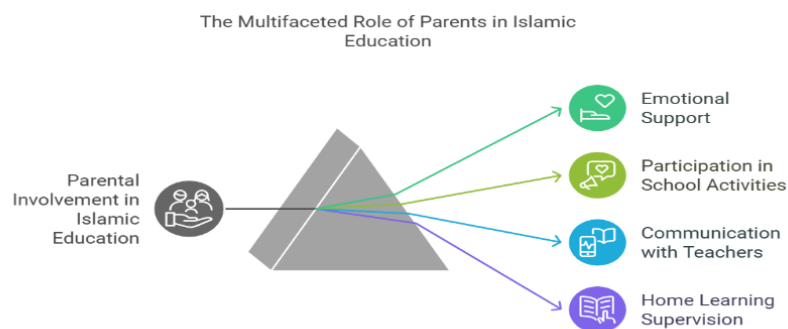 The Multifaceted Role of Parents in Islamic
Education
Parental
Involvement in
Islamic
Education
Emotional
Support
Participation in
School Activities
Communication
with Teachers
Home Learning
Supervision